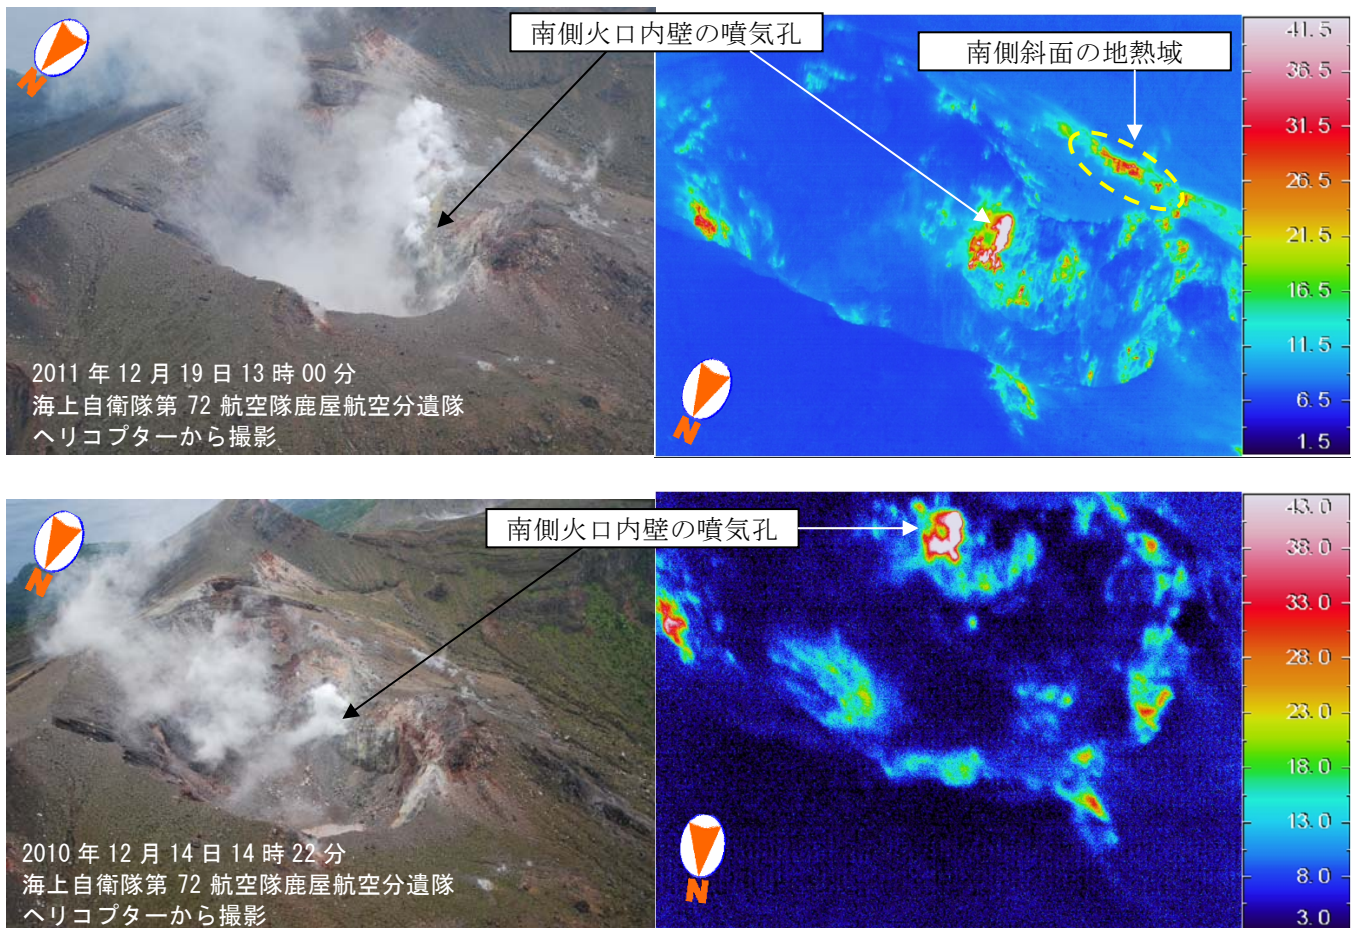 南側火口内壁の噴気孔
南側斜面の地熱域
N
2011 年 12 月 19 日 13 時 00 分
海上自衛隊第 72 航空隊鹿屋航空分遣隊
ヘリコプターから撮影
N
41.5
36.5
31.5
26.5
21.5
16.5
11.5
6.5
1.5
南側火口内壁の噴気孔
N
2010 年 12 月 14 日 14 時 22 分
海上自衛隊第 72 航空隊鹿屋航空分遣隊
ヘリコプターから撮影
N
43.0
38.0
33.0
28.0
23.0
18.0
13.0
8.0
3.0